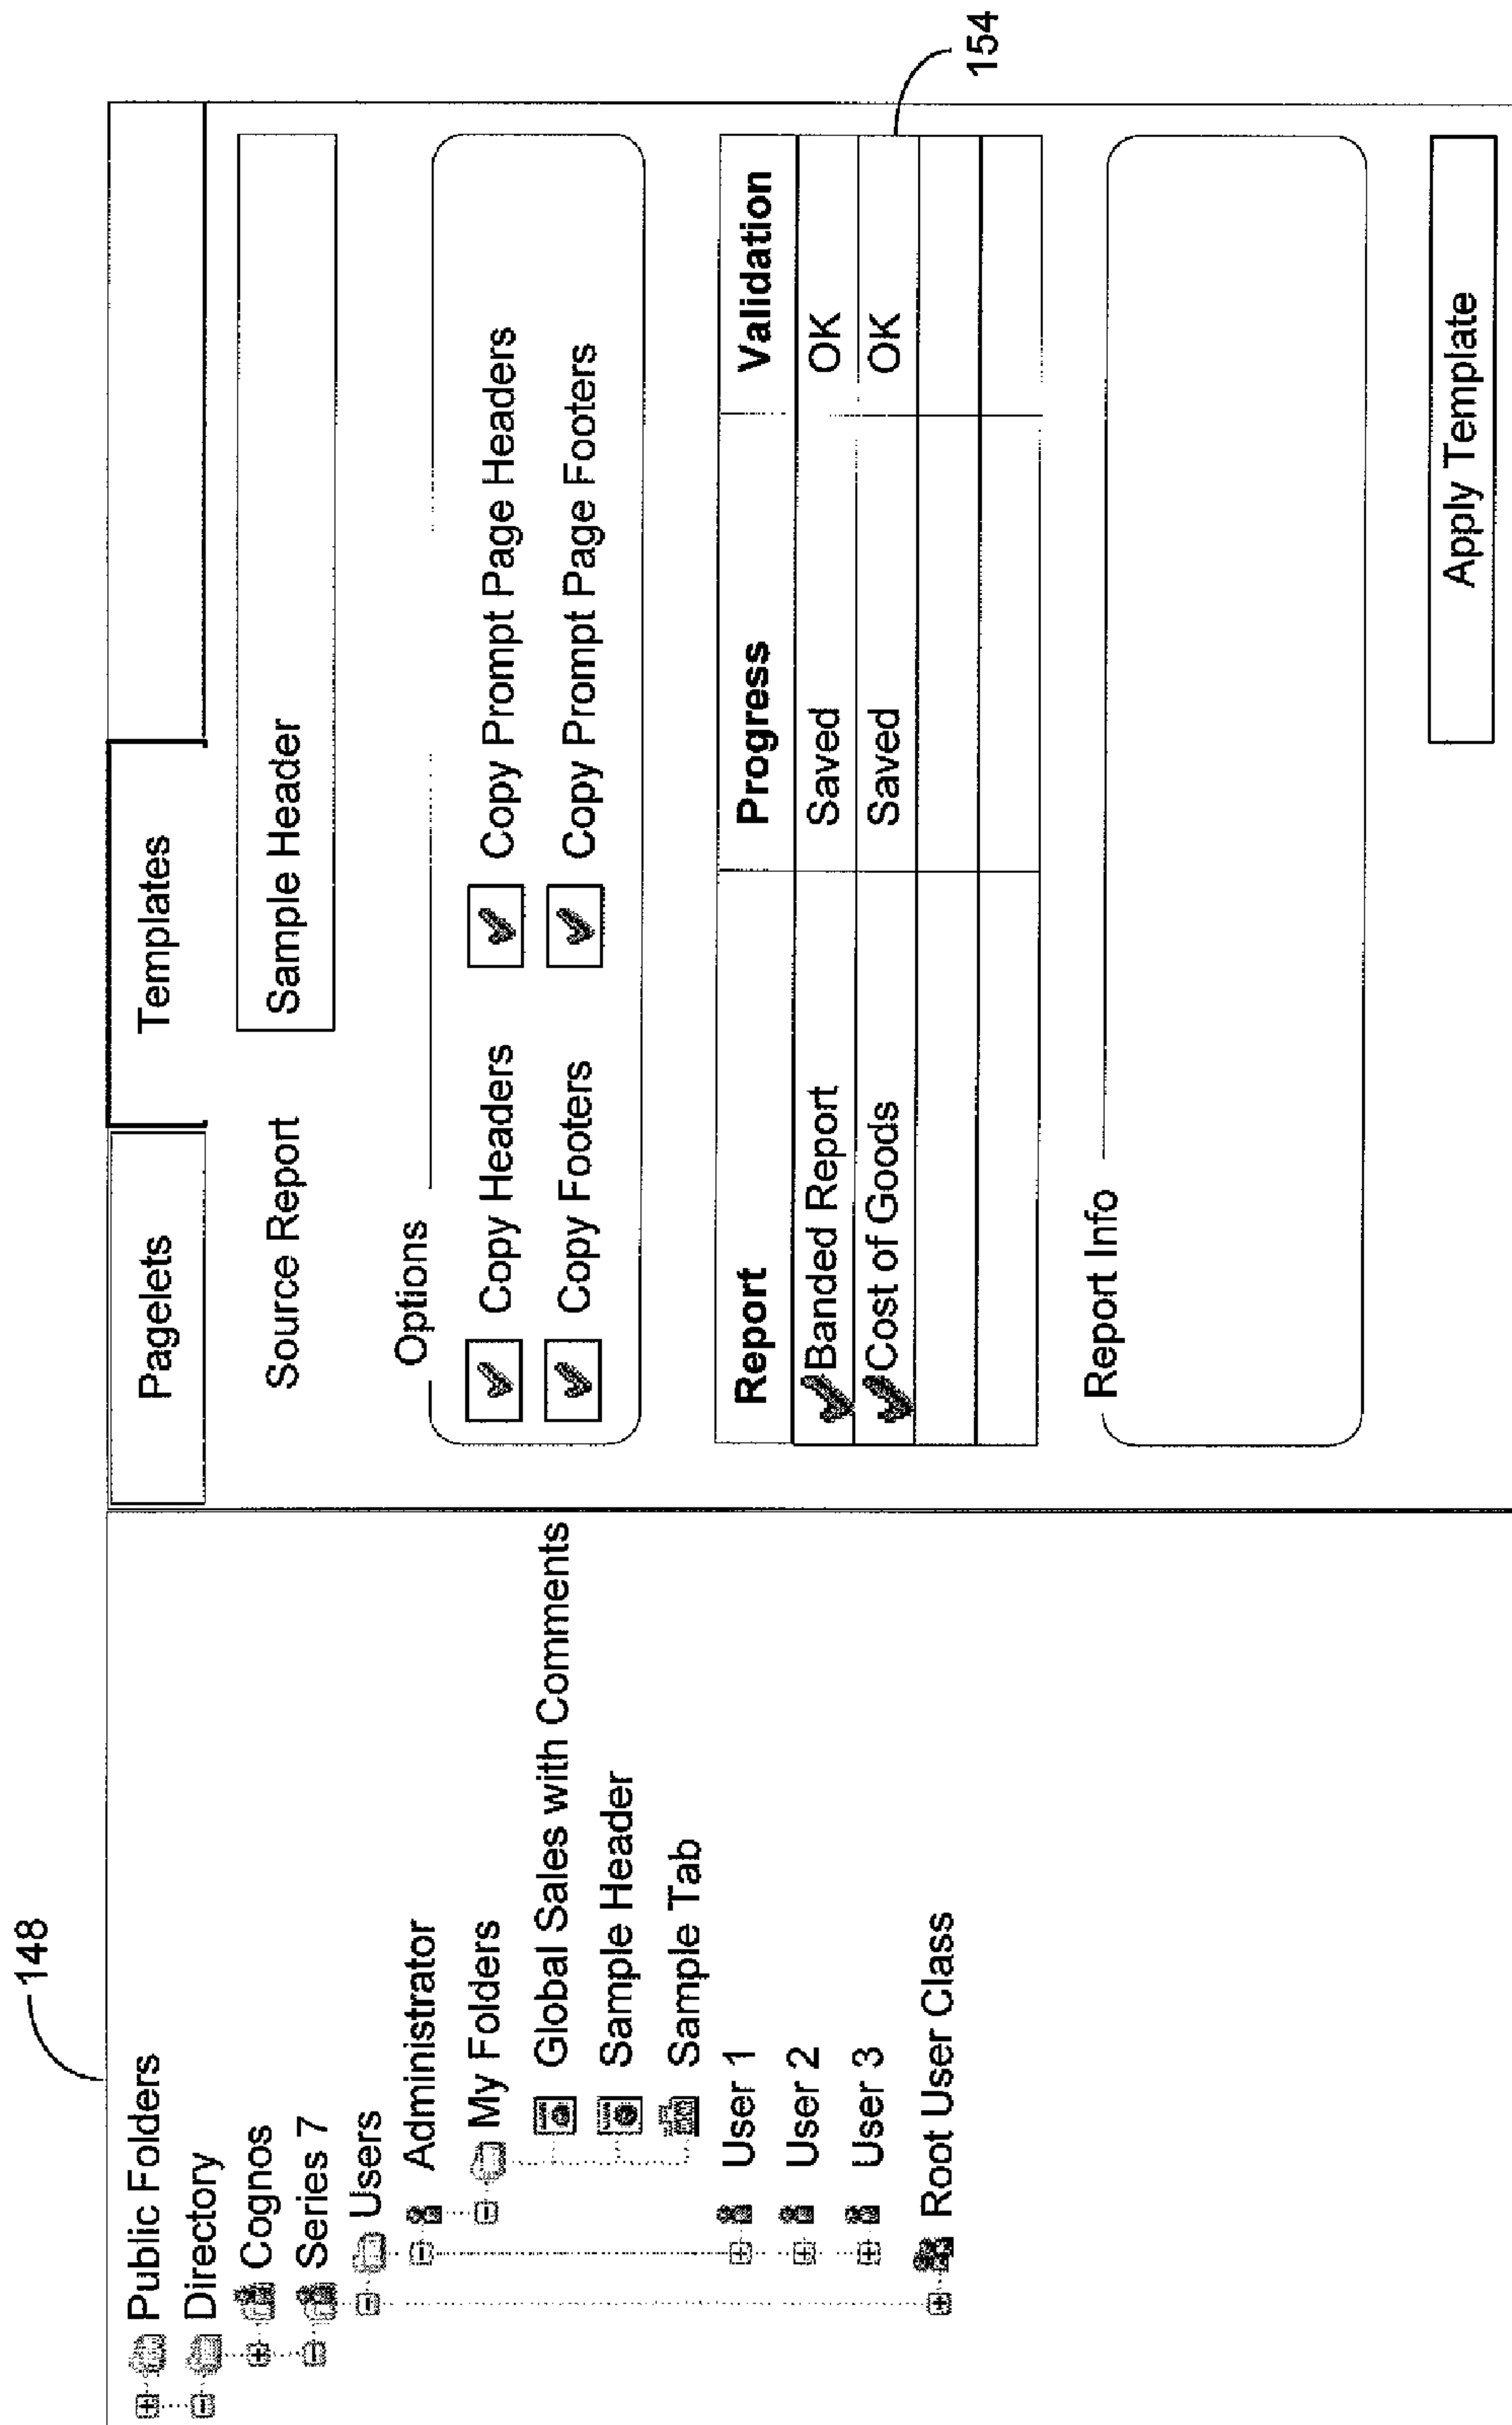 148
Public Folders
Directory
Cognos
Series 7
Users
Administrator
My Folders
Global Sales with Comments
Sample Header
Sample Tab
User 1
User 2
User 3
Root User Class
Pagelets
Templates
Source Report
Sample Header
Options
Copy Headers
Copy Prompt Page Headers
Copy Footers
Copy Prompt Page Footers
Report Progress Validation
Banded Report Saved OK
Cost of Goods Saved OK
154
Report Info
Apply Template